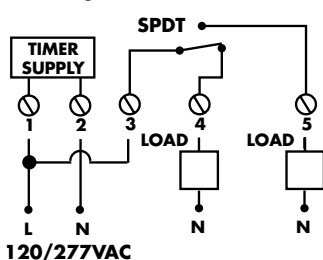 SPDT
TIMER
SUPPLY
1 2 3 4 5
LOAD LOAD
L N N N
120/277VAC